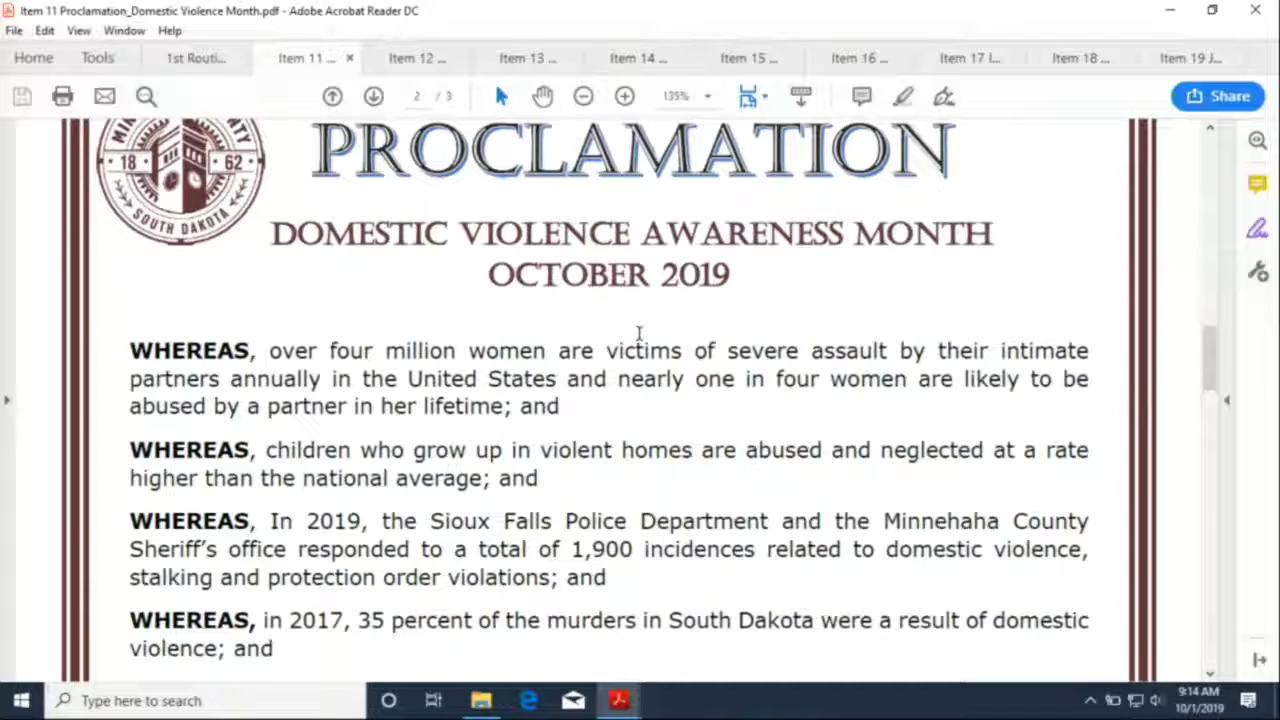 Item 11 Proclamation_Domestic Violence Month.pdf - Adobe Acrobat Reader DC
File Edit View Window Help
Home Tools 1st Routi... Item 11 ... × Item 12 ... Item 13 ... Item 14 ... Item 15 ... Item 16 ... Item 17 I... Item 18 ... Item 19 J...
2 / 3 135% Share
18 62
SOUTH DAKOTA
PROCLAMATION
DOMESTIC VIOLENCE AWARENESS MONTH
OCTOBER 2019
WHEREAS, over four million women are victims of severe assault by their intimate
partners annually in the United States and nearly one in four women are likely to be
abused by a partner in her lifetime; and
WHEREAS, children who grow up in violent homes are abused and neglected at a rate
higher than the national average; and
WHEREAS, In 2019, the Sioux Falls Police Department and the Minnehaha County
Sheriff's office responded to a total of 1,900 incidences related to domestic violence,
stalking and protection order violations; and
WHEREAS, in 2017, 35 percent of the murders in South Dakota were a result of domestic
violence; and
Type here to search
9:14 AM
10/1/2019